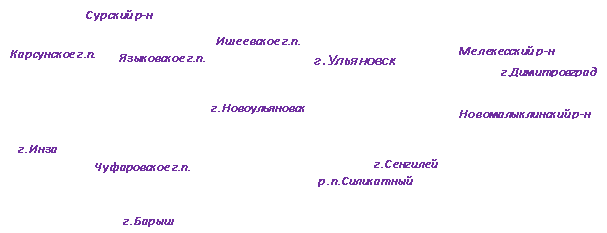 Сурский р-н
Ишеевское г.п.
Карсунское г.п.
Языковское г.п.
г.Ульяновск
Мелекесский р-н
г.Димитровград
г.Новоульяновск
Новомалыклинский р-н
г.Инза
Чуфаровское г.п.
г.Сенгилей
р.п.Силикатный
г.Барыш